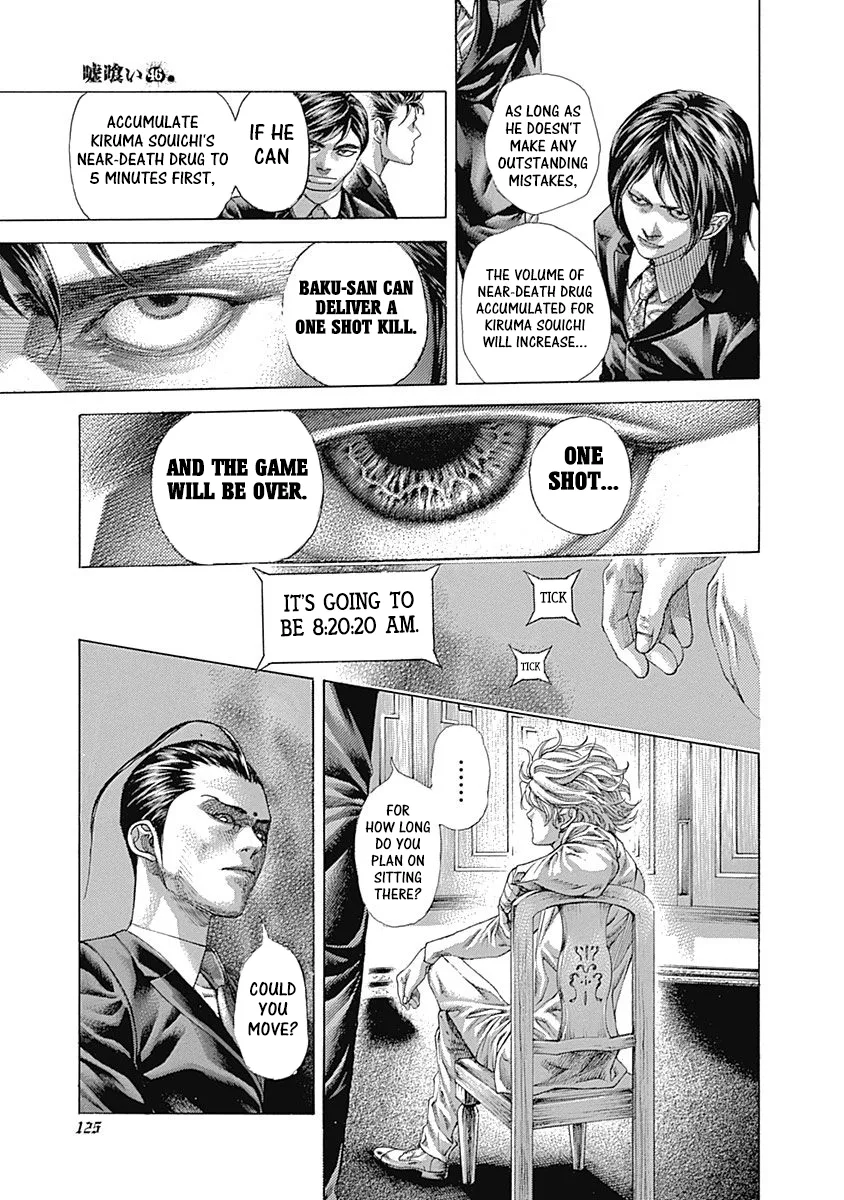 嘘喰い46.
AS LONG AS
HE DOESN'T
MAKE ANY
OUTSTANDING
MISTAKES,
THE VOLUME OF
NEAR-DEATH DRUG
ACCUMULATED FOR
KIRUMA SOUICHI
WILL INCREASE...
IF HE
CAN
ACCUMULATE
KIRUMA SOUICHI'S
NEAR-DEATH DRUG TO
5 MINUTES FIRST,
BAKU-SAN CAN
DELIVER A
ONE SHOT KILL.
ONE
SHOT...
AND THE GAME
WILL BE OVER.
TICK
TICK
IT'S GOING TO
BE 8:20:20 AM.
......
FOR
HOW LONG
DO YOU
PLAN ON
SITTING
THERE?
COULD
YOU
MOVE?
125